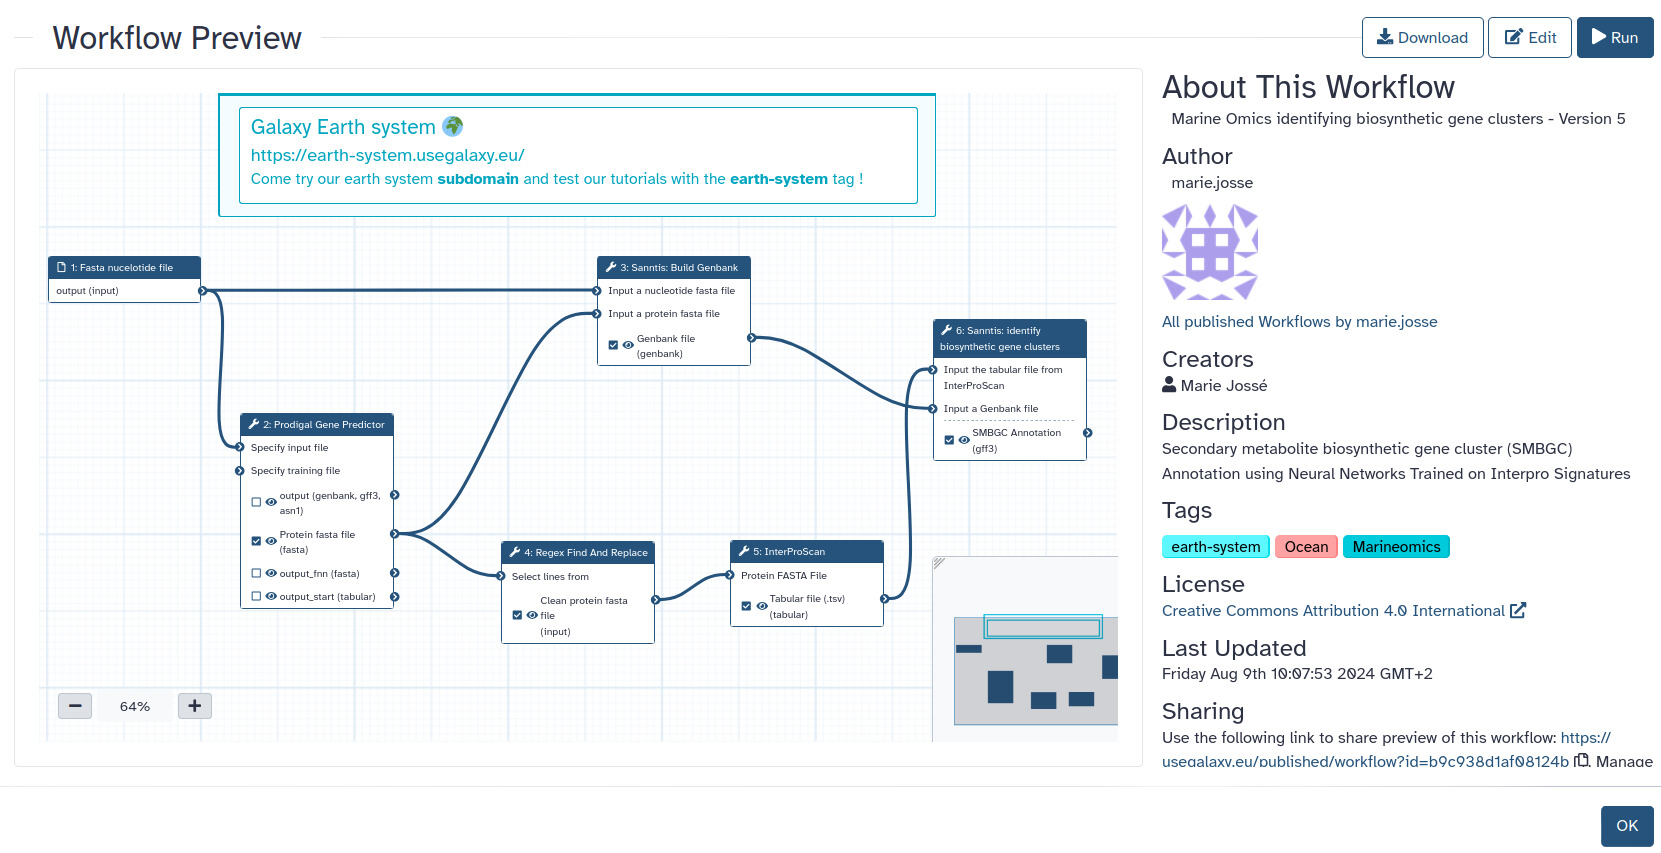 Workflow Preview
Download
Edit
Run
Galaxy Earth system
https://earth-system.usegalaxy.eu/
Come try our earth system subdomain and test our tutorials with the earth-system tag !
1: Fasta nucelotide file
output (input)
2: Prodigal Gene Predictor
Specify input file
Specify training file
output (genbank, gff3,
asn1)
Protein fasta file
(fasta)
output_fnn (fasta)
output_start (tabular)
3: Sanntis: Build Genbank
Input a nucleotide fasta file
Input a protein fasta file
Genbank file
(genbank)
4: Regex Find And Replace
Select lines from
Clean protein fasta
file
(input)
5: InterProScan
Protein FASTA File
Tabular file (.tsv)
(tabular)
6: Sanntis: identify
biosynthetic gene clusters
Input the tabular file from
InterProScan
Input a Genbank file
SMBGC Annotation
(gff3)
64%
About This Workflow
Marine Omics identifying biosynthetic gene clusters - Version 5
Author
marie.josse
All published Workflows by marie.josse
Creators
Marie Jossé
Description
Secondary metabolite biosynthetic gene cluster (SMBGC)
Annotation using Neural Networks Trained on Interpro Signatures
Tags
earth-system
Ocean
Marineomics
License
Creative Commons Attribution 4.0 International
Last Updated
Friday Aug 9th 10:07:53 2024 GMT+2
Sharing
Use the following link to share preview of this workflow: https://
usegalaxy.eu/published/workflow?id=b9c938d1af08124b . Manage
OK